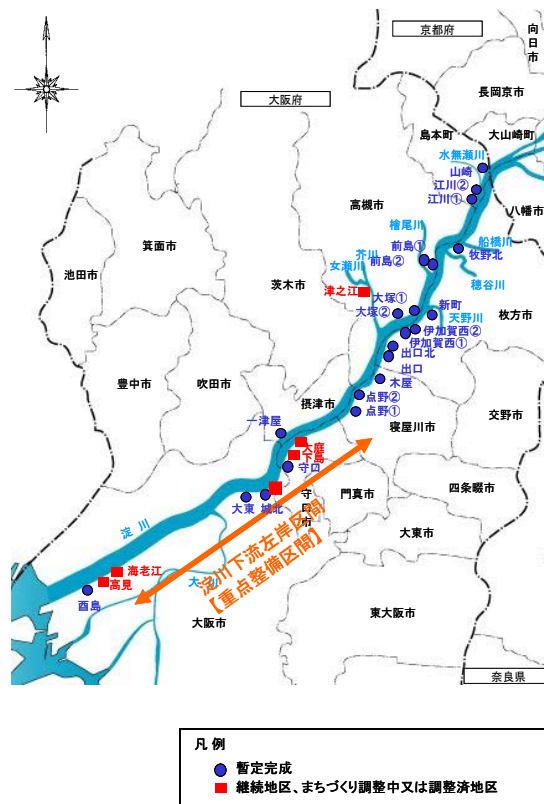 京都府
向日市
長岡京市
大阪府
島本町
大山崎町
水無瀬川
山崎
江川②
江川①
高槻市
八幡市
檜尾川
船橋川
牧野北
前島①
前島②
穂谷川
芥川
女瀬川
箕面市
池田市
茨木市
津之江
大塚①
大塚②
新町
天野川
枚方市
伊加賀西②
伊加賀西①
出口北
出口
木屋
豊中市
吹田市
摂津市
点野②
点野①
交野市
一津屋
寝屋川市
大庭
下島
守口
守口市
門真市
四条畷市
大東
城北
淀川
大東市
淀川下流左岸区間
【重点整備区間】
海老江
高見
大川
酉島
大阪市
東大阪市
奈良県
凡例
暫定完成
継続地区、まちづくり調整中又は調整済地区